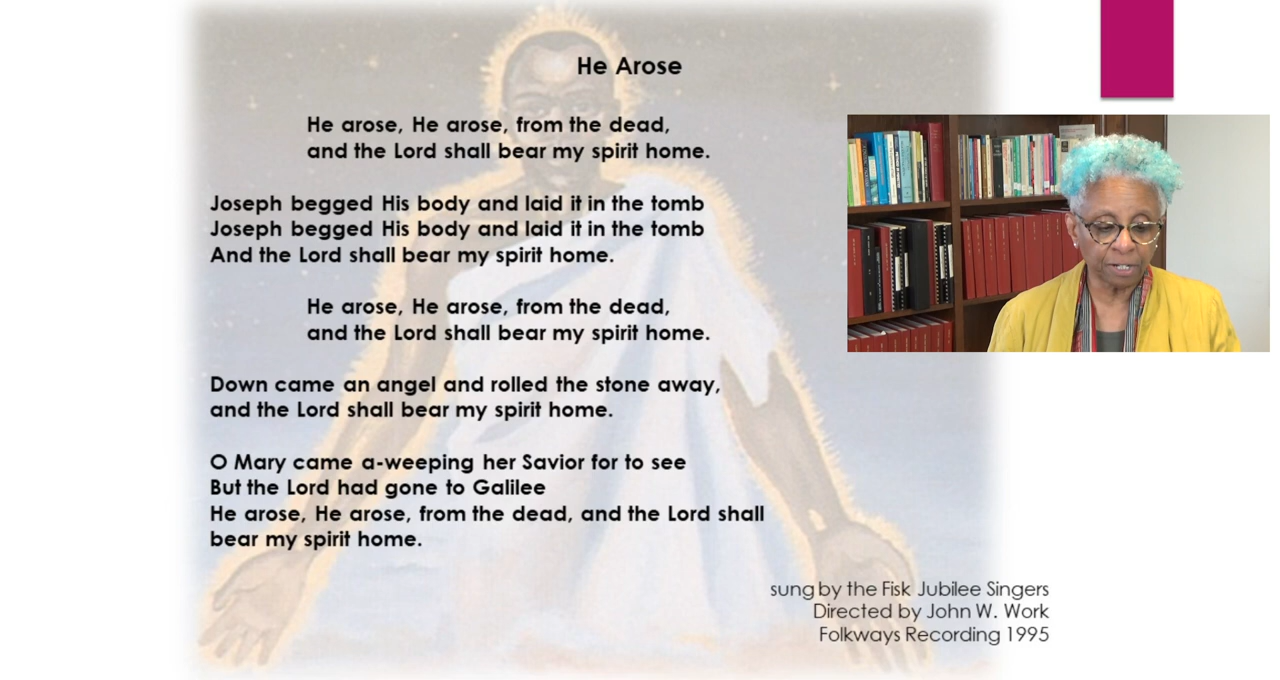 He Arose
He arose, He arose, from the dead,
and the Lord shall bear my spirit home.
Joseph begged His body and laid it in the tomb
Joseph begged His body and laid it in the tomb
And the Lord shall bear my spirit home.
He arose, He arose, from the dead,
and the Lord shall bear my spirit home.
Down came an angel and rolled the stone away,
and the Lord shall bear my spirit home.
O Mary came a-weeping her Savior for to see
But the Lord had gone to Galilee
He arose, He arose, from the dead, and the Lord shall
bear my spirit home.
sung by the Fisk Jubilee Singers
Directed by John W. Work
Folkways Recording 1995